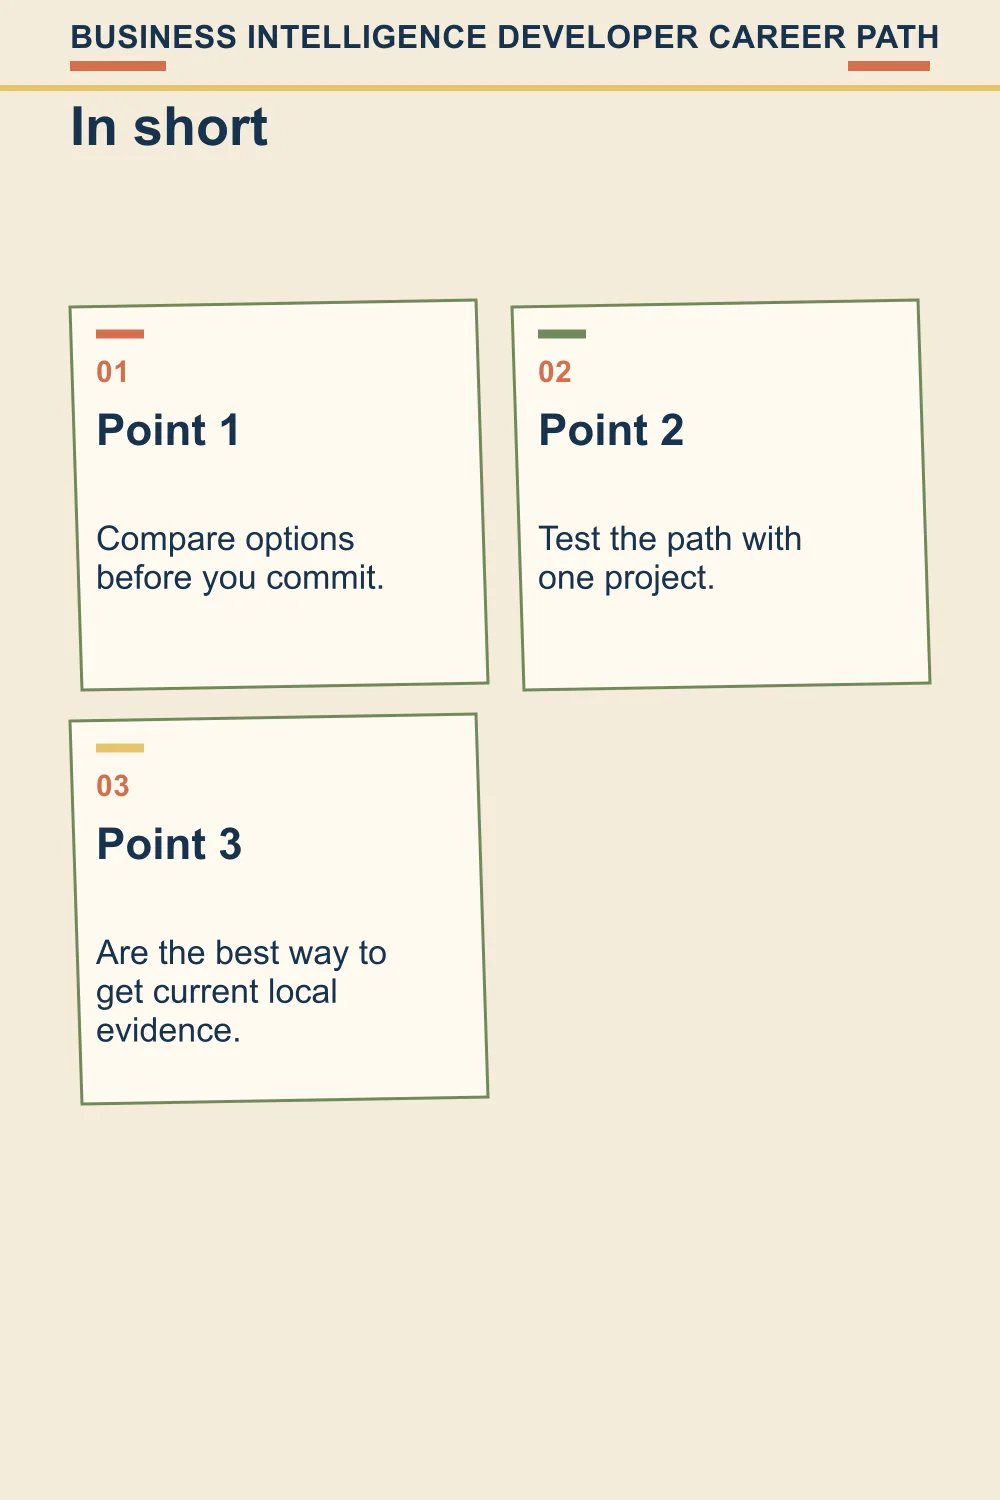 BUSINESS INTELLIGENCE DEVELOPER CAREER PATH
In short
01
Point 1
Compare options
before you commit.
02
Point 2
Test the path with
one project.
03
Point 3
Are the best way to
get current local
evidence.